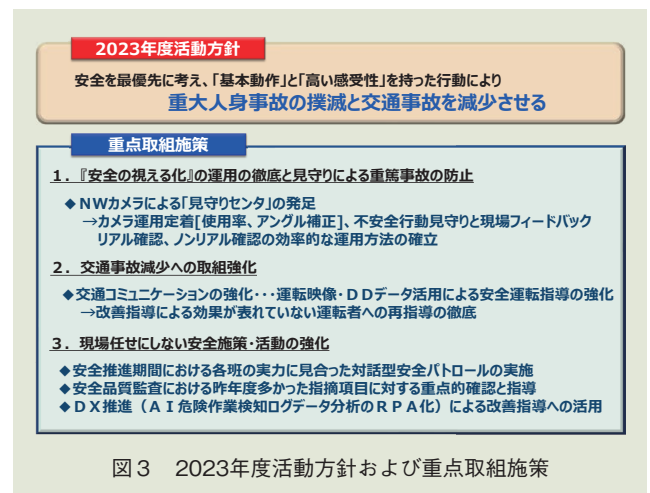 2023年度活動方針
安全を最優先に考え、「基本動作」と「高い感受性」を持った行動により
重大人身事故の撲滅と交通事故を減少させる
重点取組施策
１．『安全の視える化』の運用の徹底と見守りによる重篤事故の防止
◆NWカメラによる「見守りセンタ」の発足
→カメラ運用定着[使用率、アングル補正]、不安全行動見守りと現場フィードバック
リアル確認、ノンリアル確認の効率的な運用方法の確立
２．交通事故減少への取組強化
◆交通コミュニケーションの強化・・・運転映像・ＤＤデータ活用による安全運転指導の強化
→改善指導による効果が表れていない運転者への再指導の徹底
３．現場任せにしない安全施策・活動の強化
◆安全推進期間における各班の実力に見合った対話型安全パトロールの実施
◆安全品質監査における昨年度多かった指摘項目に対する重点的確認と指導
◆ＤＸ推進（ＡＩ危険作業検知ログデータ分析のＲＰＡ化）による改善指導への活用
図３　2023年度活動方針および重点取組施策